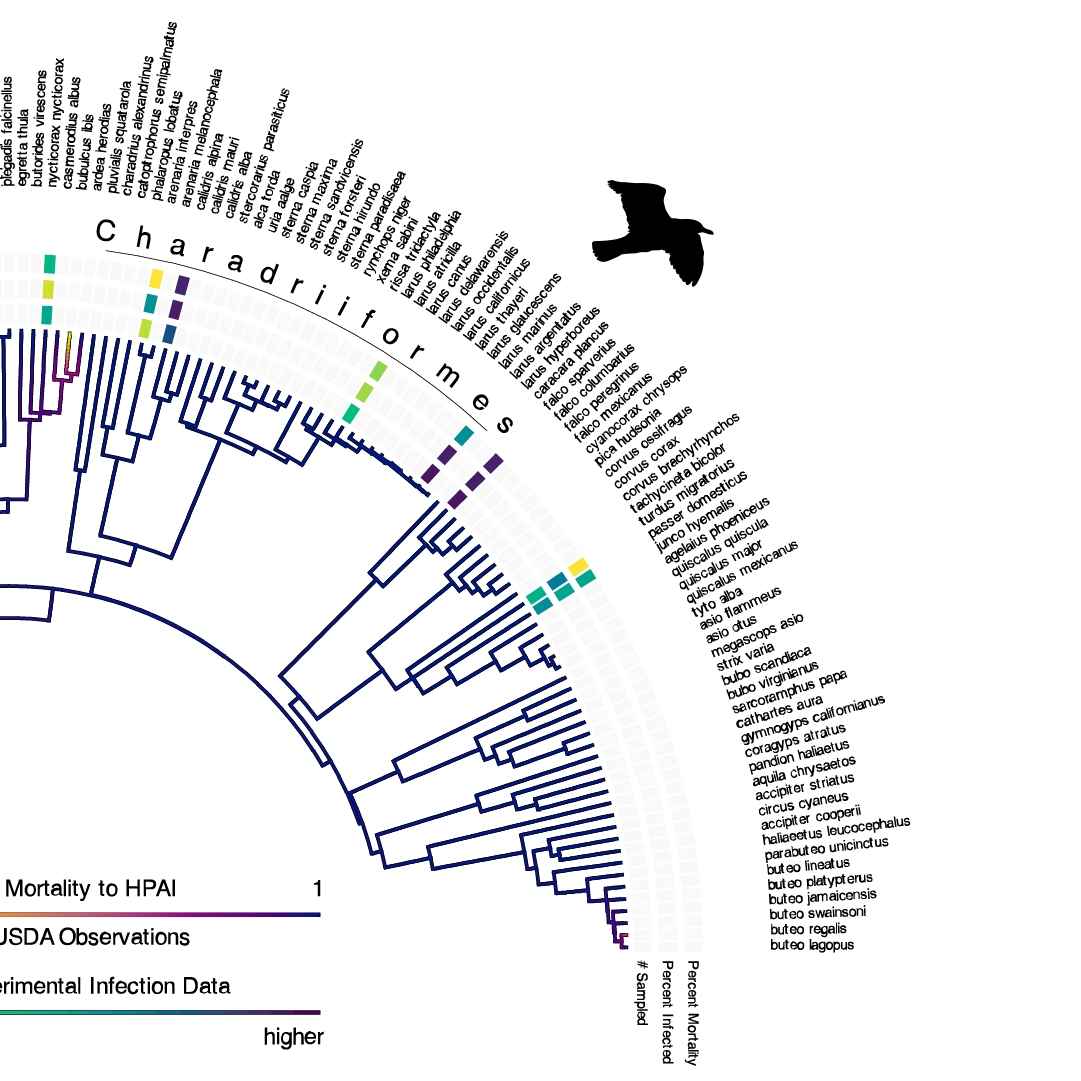 plegadis falcinellus
egretta thula
butorides virescens
nycticorax nycticorax
casmerodius albus
bubulcus ibis
ardea herodias
pluvialis squatarola
charadrius alexandrinus
catoptrophorus semipalmatus
phalaropus lobatus
arenaria interpres
arenaria melanocephala
calidris alpina
calidris mauri
calidris alba
stercorarius parasiticus
alca torda
uria aalge
sterna caspia
sterna maxima
sterna sandvicensis
sterna forsteri
sterna hirundo
sterna paradisaea
rynchops niger
xema sabini
rissa tridactyla
larus philadelphia
larus atricilla
larus canus
larus delawarensis
larus occidentalis
larus californicus
larus thayeri
larus glaucescens
larus marinus
larus argentatus
larus hyperboreus
caracara plancus
falco sparverius
falco columbarius
falco peregrinus
falco mexicanus
cyanocorax chrysops
pica hudsonia
corvus ossifragus
corvus corax
corvus brachyrhynchos
tachycineta bicolor
turdus migratorius
passer domesticus
junco hyemalis
agelaius phoeniceus
quiscalus quiscula
quiscalus major
quiscalus mexicanus
tyto alba
asio flammeus
asio otus
megascops asio
strix varia
bubo scandiaca
bubo virginianus
sarcoramphus papa
cathartes aura
gymnogyps californianus
coragyps atratus
pandion haliaetus
aquila chrysaetos
accipiter striatus
circus cyaneus
accipiter cooperii
haliaeetus leucocephalus
parabuteo unicinctus
buteo lineatus
buteo platypterus
buteo jamaicensis
buteo swainsoni
buteo regalis
buteo lagopus
Charadriiformes
Mortality to HPAI 1
USDA Observations
erimental Infection Data
higher
# Sampled
Percent Infected
Percent Mortality